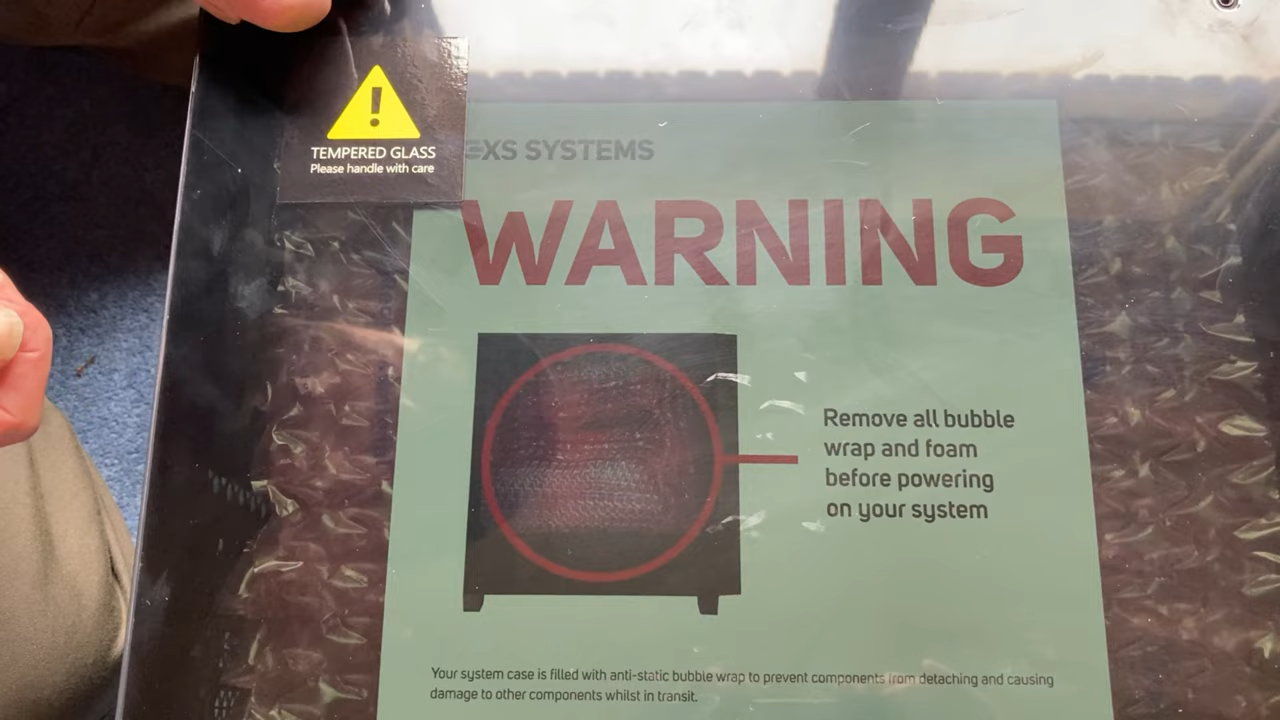 !
TEMPERED GLASS
Please handle with care
SYSTEMS
WARNING
Remove all bubble
wrap and foam
before powering
on your system
Your system case is filled with anti-static bubble wrap to prevent components from detaching and causing
damage to other components whilst in transit.